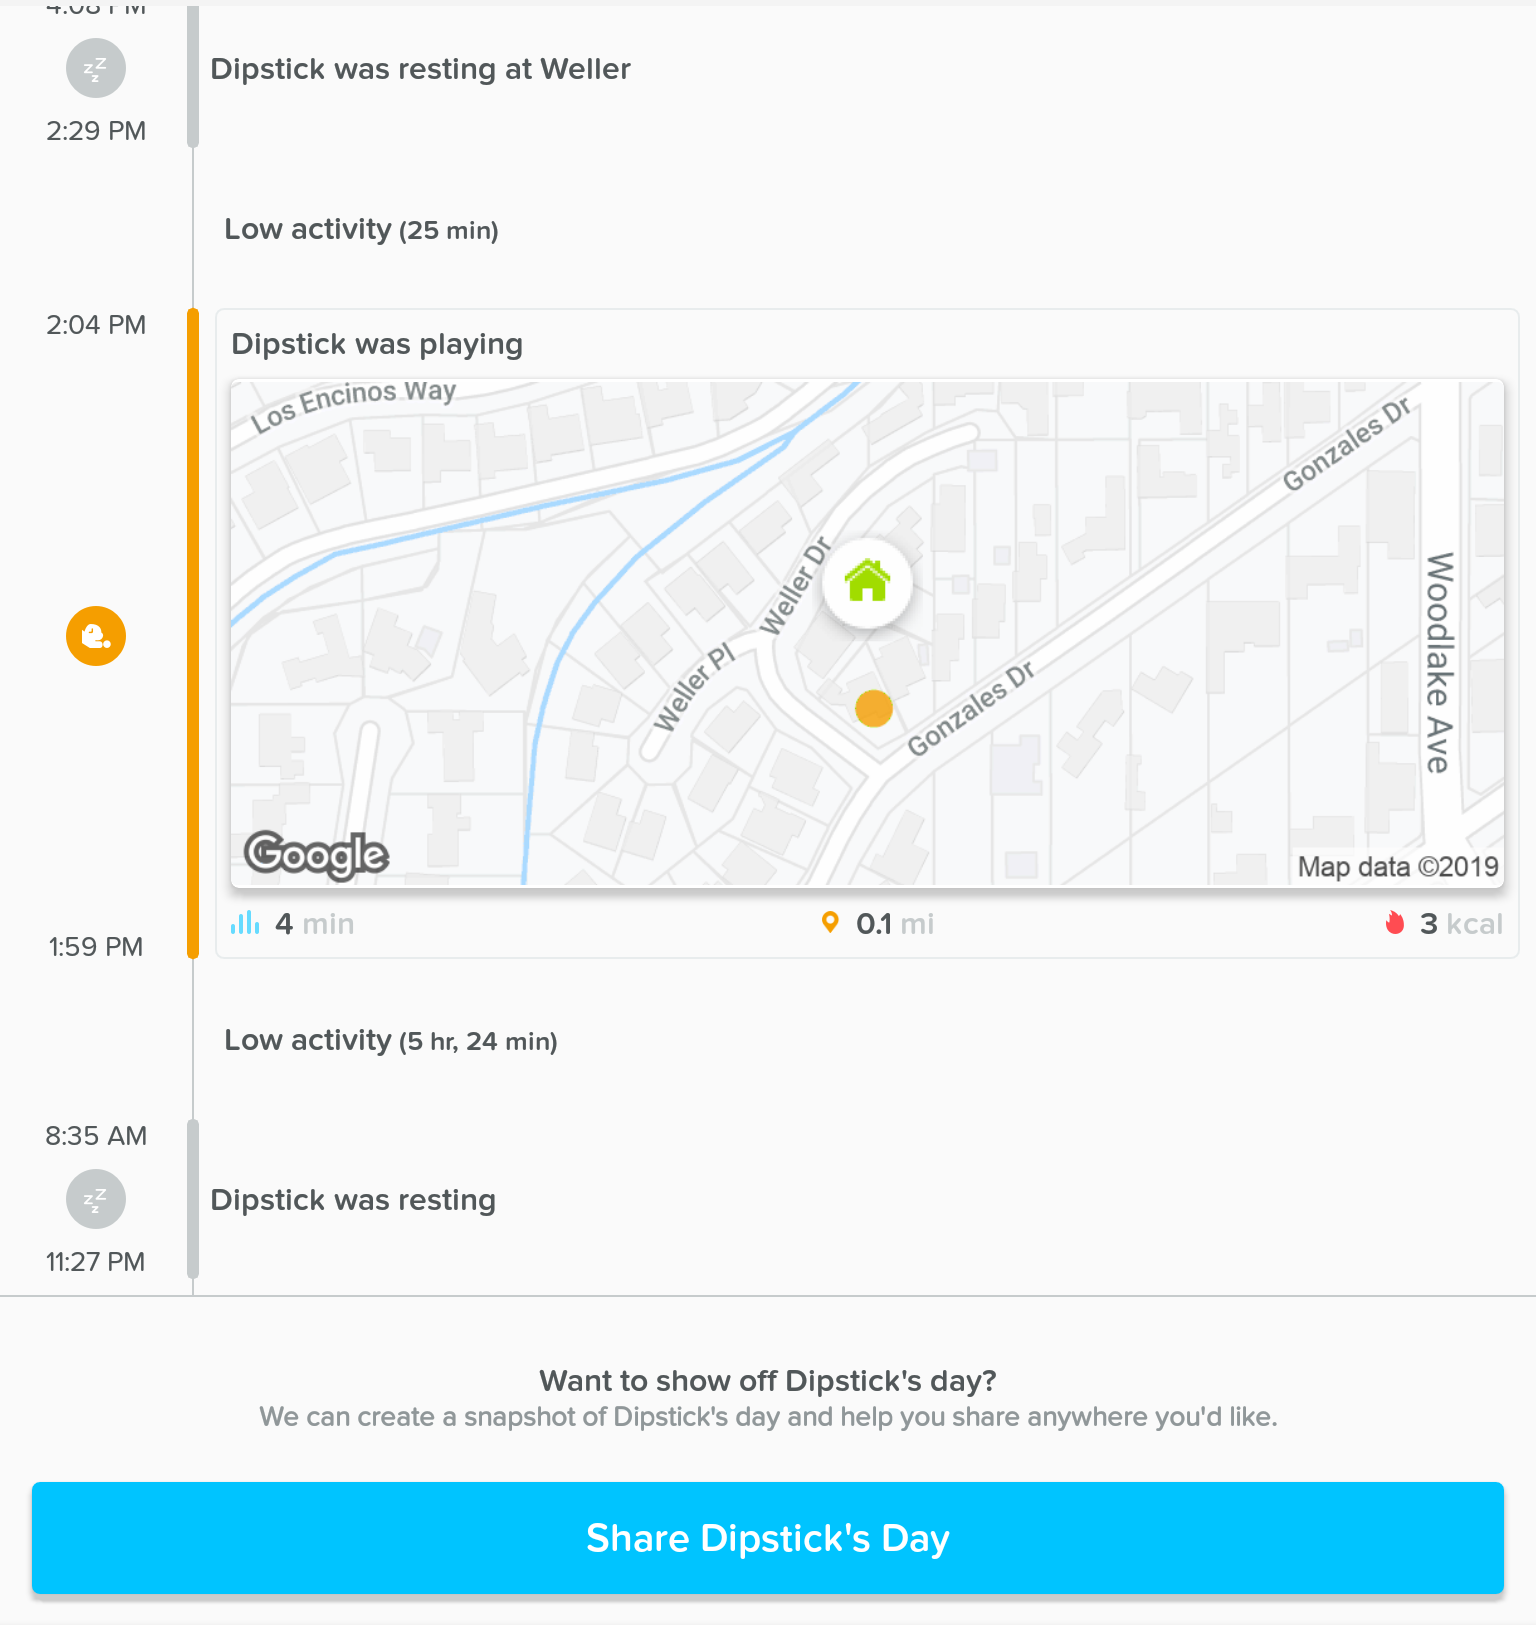 4:08 PM
Dipstick was resting at Weller
2:29 PM
Low activity (25 min)
2:04 PM
Dipstick was playing
Los Encinos Way
Gonzales Dr
Weller Dr
Woodlake Ave
Weller Pl
Gonzales Dr
Google
Map data ©2019
4 min
0.1 mi
3 kcal
1:59 PM
Low activity (5 hr, 24 min)
8:35 AM
Dipstick was resting
11:27 PM
Want to show off Dipstick's day?
We can create a snapshot of Dipstick's day and help you share anywhere you'd like.
Share Dipstick's Day